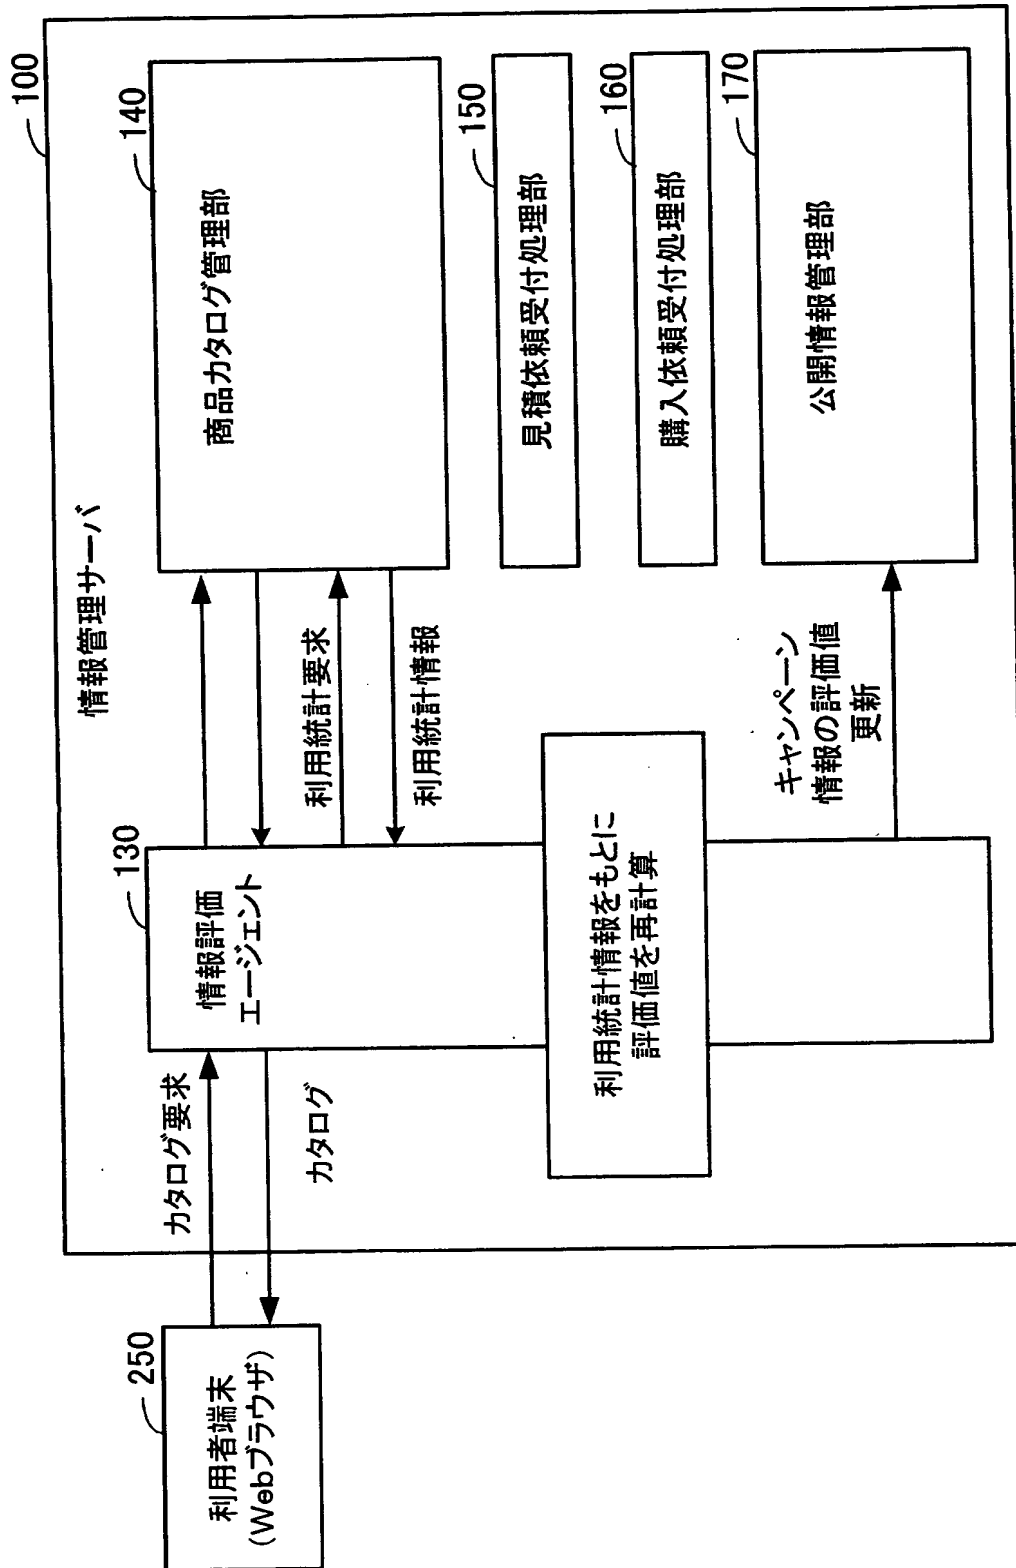 100
情報管理サーバ
140
商品カタログ管理部
150
見積依頼受付処理部
160
購入依頼受付処理部
170
公開情報管理部
利用統計要求
利用統計情報
キャンペーン
情報の評価値
更新
130
情報評価
エージェント
利用統計情報をもとに
評価値を再計算
カタログ要求
カタログ
250
利用者端末
(Webブラウザ)